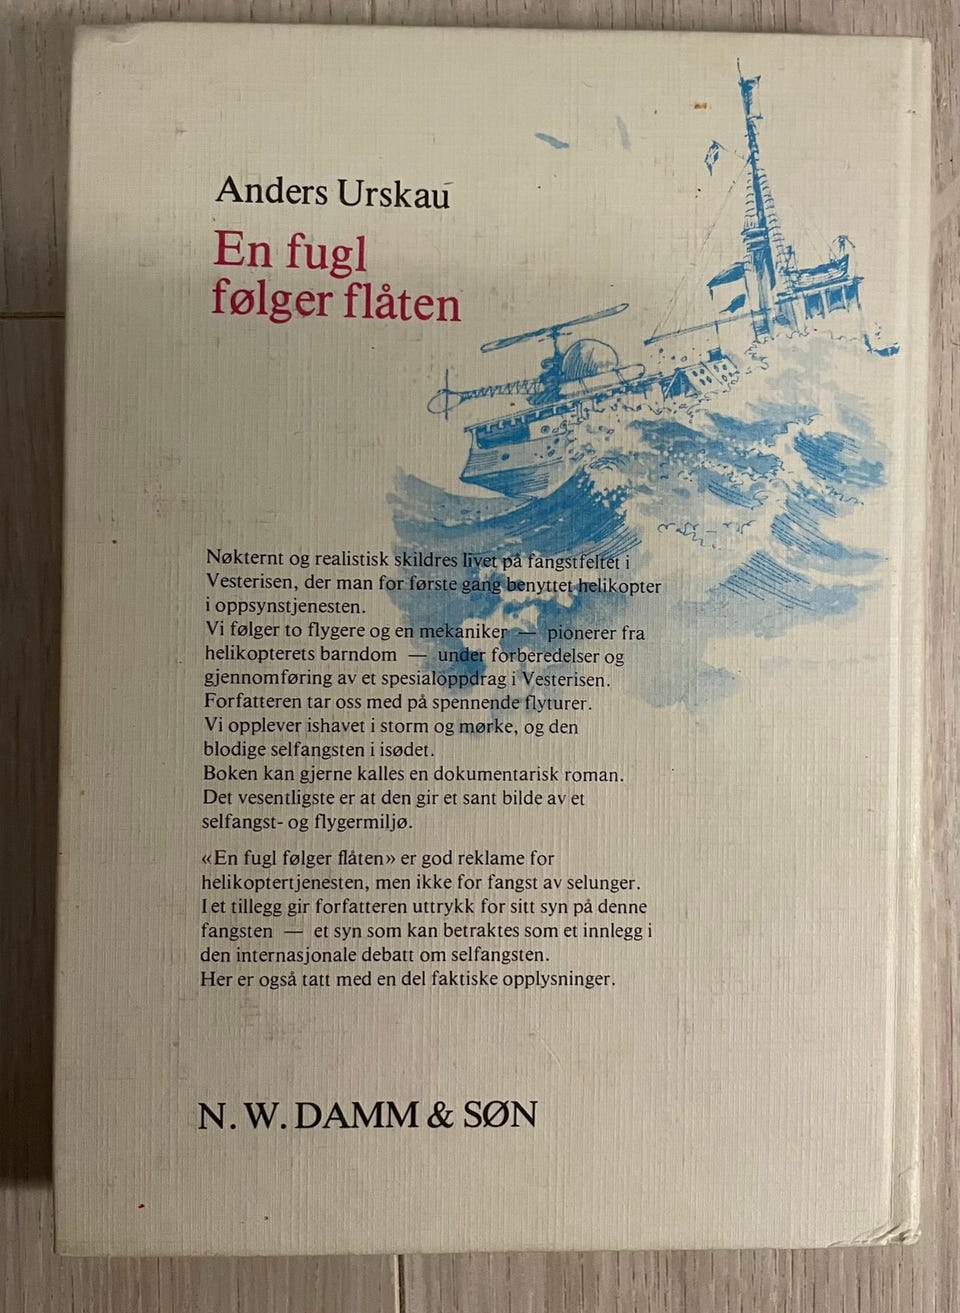 Anders Urskau
En fugl
følger flåten
Nøkternt og realistisk skildres livet på fangstfeltet i
Vesterisen, der man for første gang benyttet helikopter
i oppsynstjenesten.
Vi følger to flygere og en mekaniker — pionerer fra
helikopterets barndom — under forberedelser og
gjennomføring av et spesialoppdrag i Vesterisen.
Forfatteren tar oss med på spennende flyturer.
Vi opplever ishavet i storm og mørke, og den
blodige selfangsten i isødet.
Boken kan gjerne kalles en dokumentarisk roman.
Det vesentligste er at den gir et sant bilde av et
selfangst- og flygermiljø.
«En fugl følger flåten» er god reklame for
helikoptertjenesten, men ikke for fangst av selunger.
I et tillegg gir forfatteren uttrykk for sitt syn på denne
fangsten — et syn som kan betraktes som et innlegg i
den internasjonale debatt om selfangsten.
Her er også tatt med en del faktiske opplysninger.
N. W. DAMM & SØN